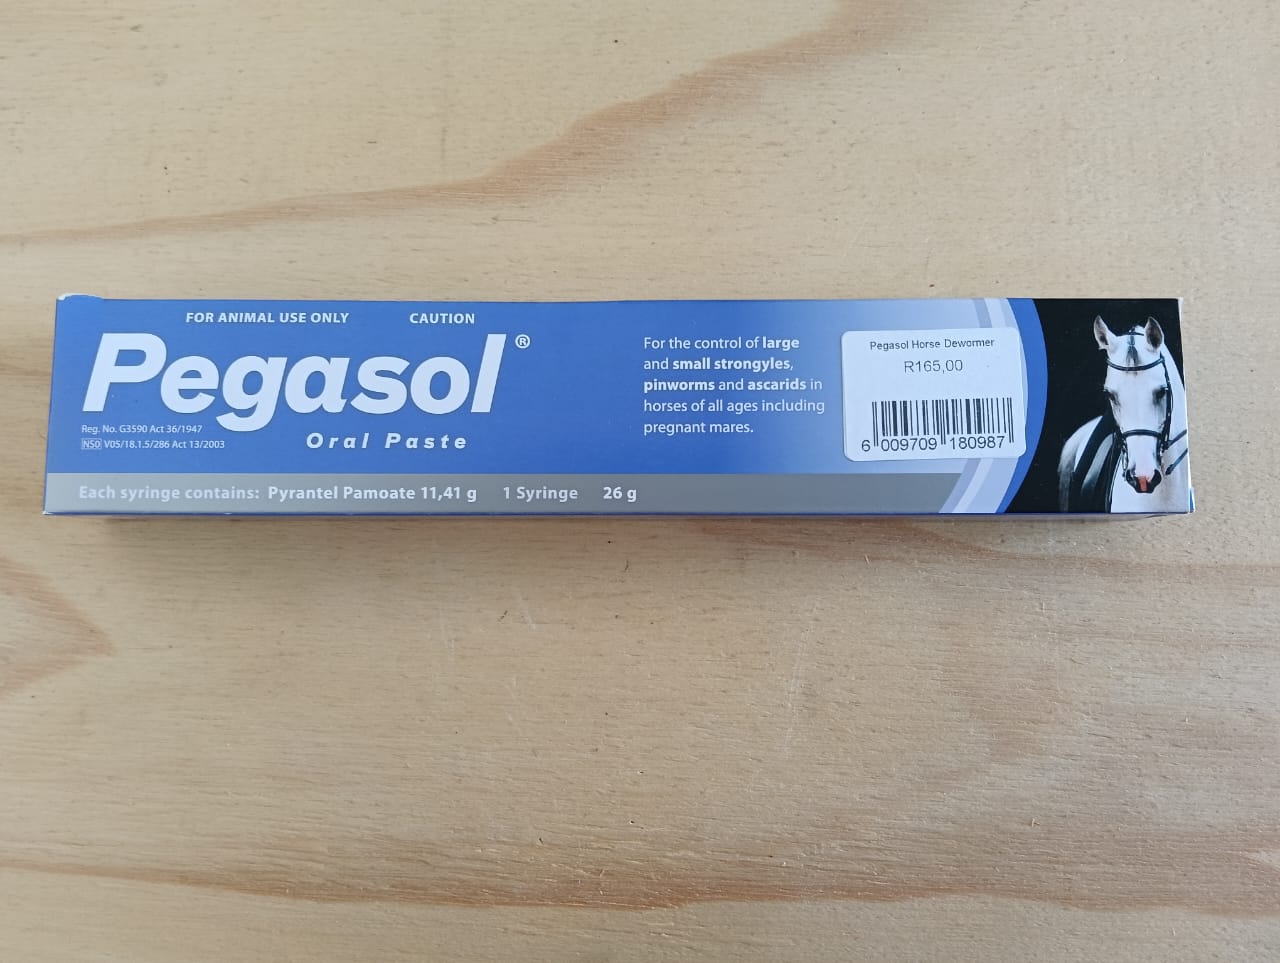 FOR ANIMAL USE ONLY CAUTION
Pegasol®
Reg. No. G3590 Act 36/1947
NS0 V05/18.1.5/286 Act 13/2003
Oral Paste
For the control of large
and small strongyles,
pinworms and ascarids in
horses of all ages including
pregnant mares.
Pegasol Horse Dewormer
R165,00
6 009709 180987
Each syringe contains: Pyrantel Pamoate 11,41 g 1 Syringe 26 g